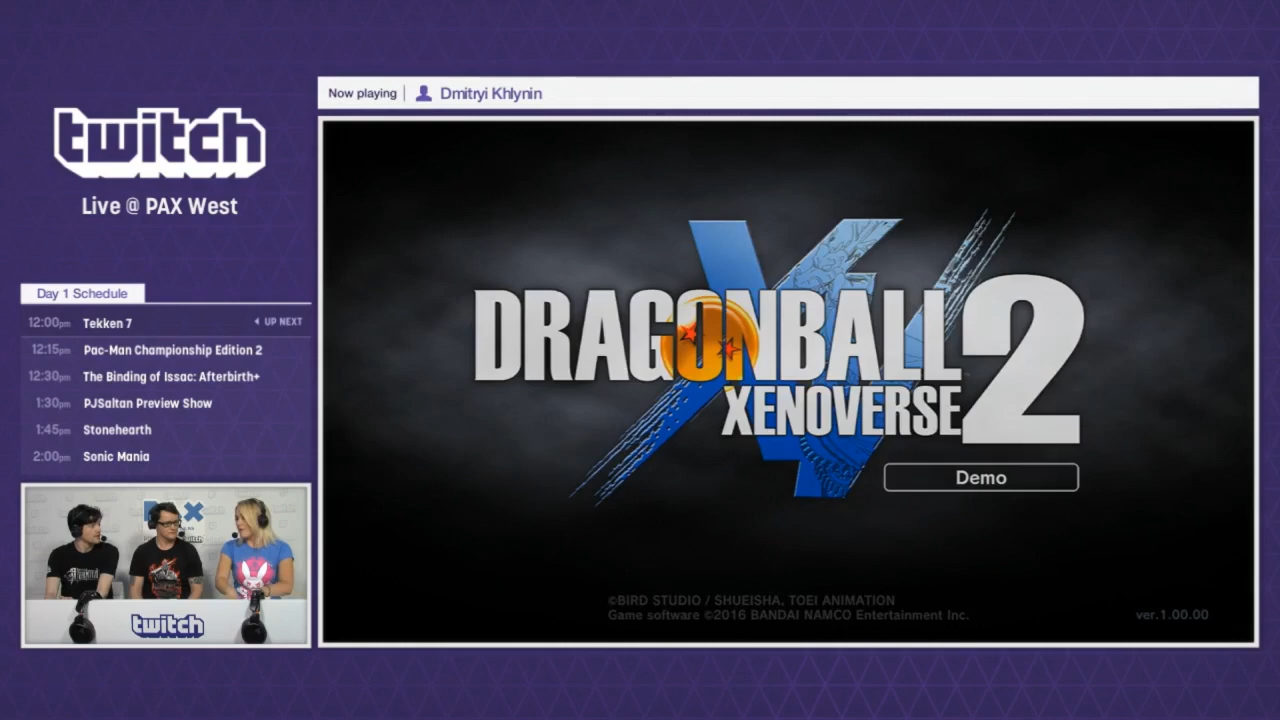 twitch
Live @ PAX West
Now playing | Dmitryi Khlynin
Day 1 Schedule
12:00pm Tekken 7 UP NEXT
12:15pm Pac-Man Championship Edition 2
12:30pm The Binding of Issac: Afterbirth+
1:30pm PJSaltan Preview Show
1:45pm Stonehearth
2:00pm Sonic Mania
DRAGONBALL
XENOVERSE 2
Demo
©BIRD STUDIO / SHUEISHA, TOEI ANIMATION
Game software ©2016 BANDAI NAMCO Entertainment Inc.
ver.1.00.00
PAX
twitch